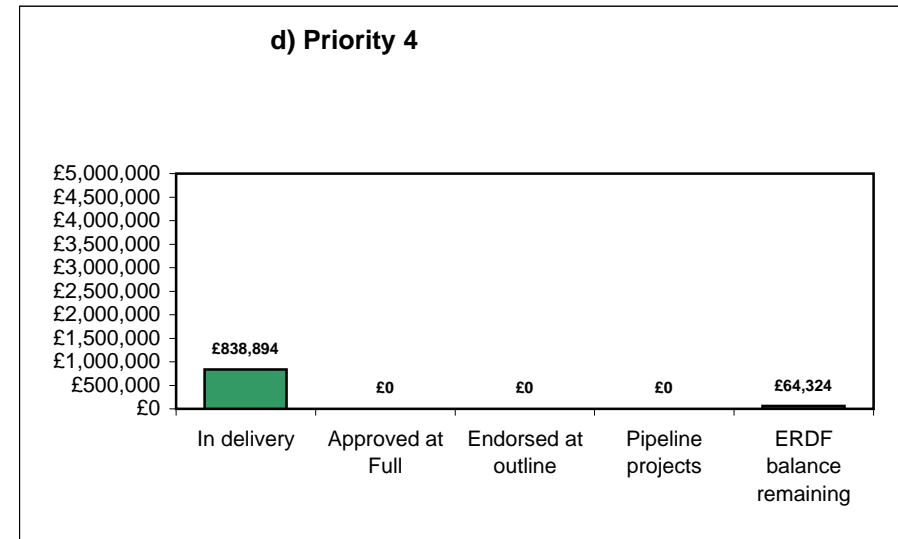 d) Priority 4
£5,000,000
£4,500,000
£4,000,000
£3,500,000
£3,000,000
£2,500,000
£2,000,000
£1,500,000
£1,000,000
£500,000
£0
£838,894
£0
£0
£0
£64,324
In delivery
Approved at
Full
Endorsed at
outline
Pipeline
projects
ERDF
balance
remaining